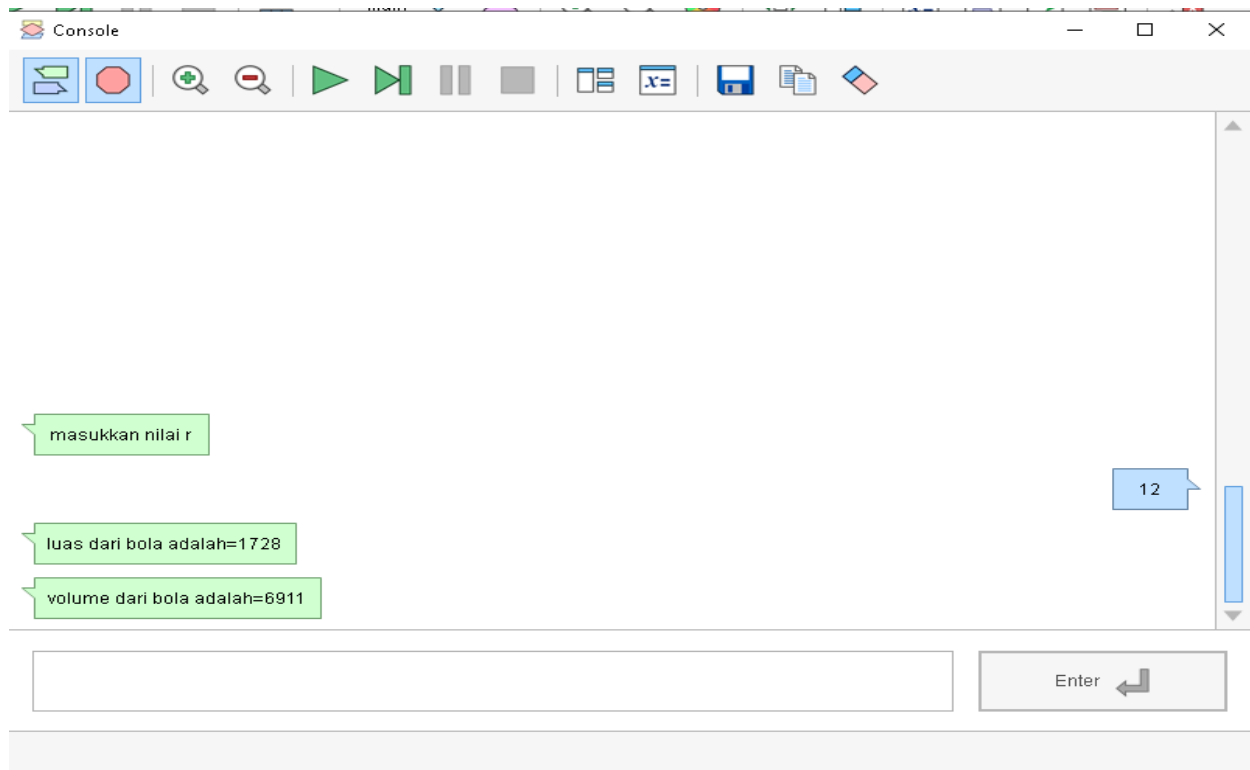 Console
x=
masukkan nilai r
12
luas dari bola adalah=1728
volume dari bola adalah=6911
Enter